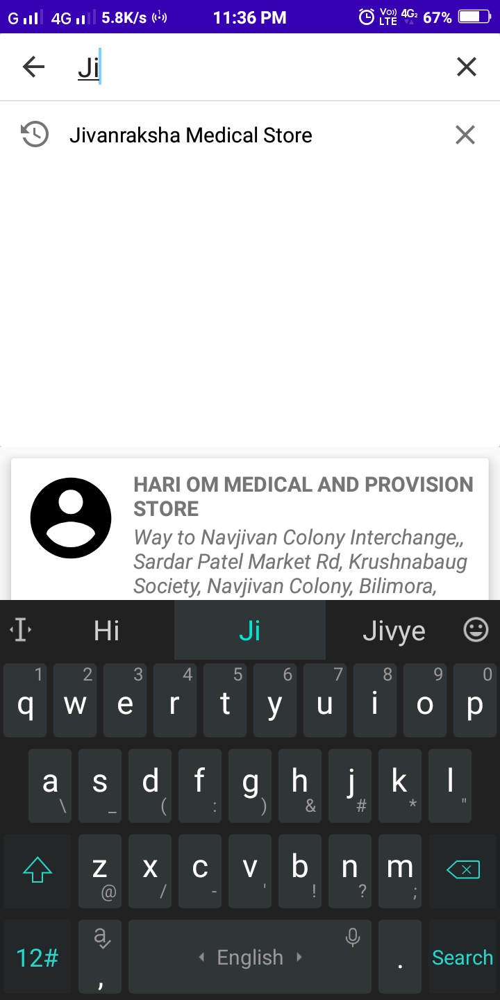 G 4G 5.8K/s 11:36 PM Vo)) LTE 4G2 67%
Ji
Jivanraksha Medical Store
HARI OM MEDICAL AND PROVISION
STORE
Way to Navjivan Colony Interchange,,
Sardar Patel Market Rd, Krushnabaug
Society, Navjivan Colony, Bilimora,
Hi Ji Jivye
1 2 3 4 5 6 7 8 9 0
q w e r t y u i o p
a s d f g h j k l
\ _ ( : ) & # * "
z x c v b n m
@ / - ' ! ? ;
12# a , English . Search